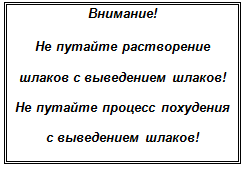 Внимание!
Не путайте растворение
шлаков с выведением шлаков!
Не путайте процесс похудения
с выведением шлаков!